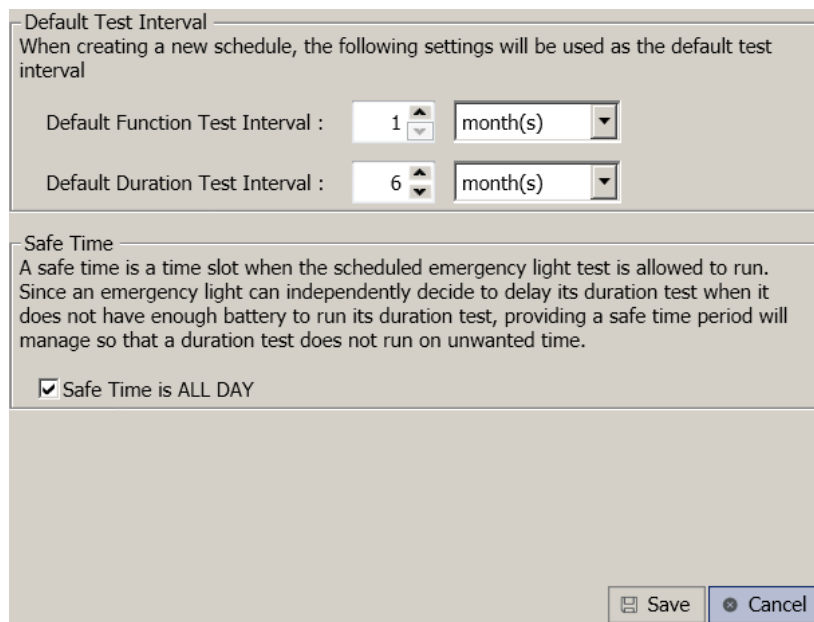 Default Test Interval
When creating a new schedule, the following settings will be used as the default test
interval
Default Function Test Interval : 1 month(s)
Default Duration Test Interval : 6 month(s)
Safe Time
A safe time is a time slot when the scheduled emergency light test is allowed to run.
Since an emergency light can independently decide to delay its duration test when it
does not have enough battery to run its duration test, providing a safe time period will
manage so that a duration test does not run on unwanted time.
Safe Time is ALL DAY
Save Cancel